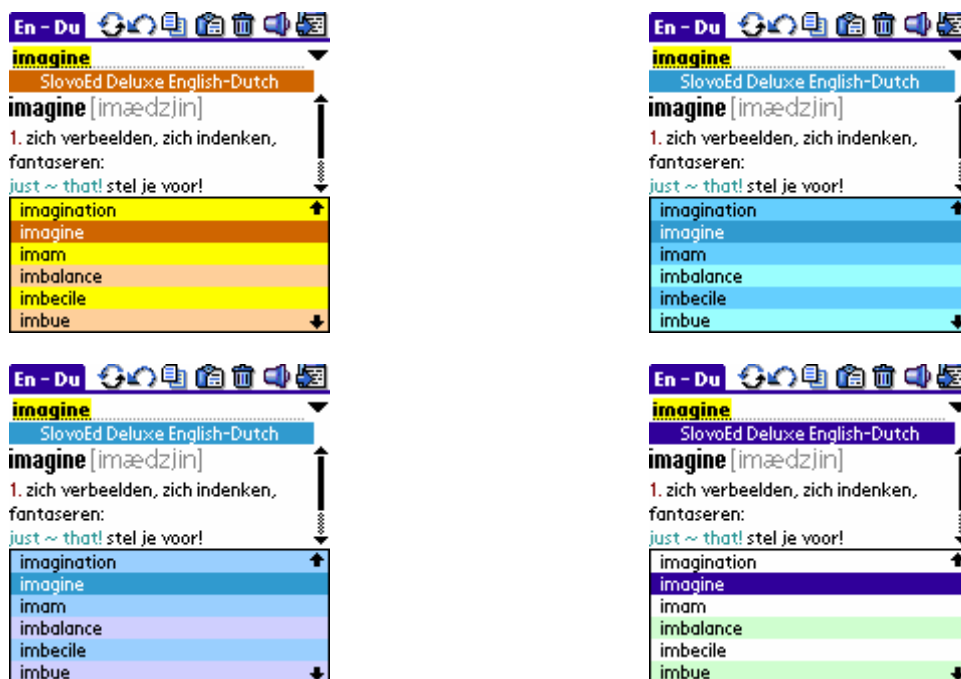 En - Du
imagine
SlovoEd Deluxe English-Dutch
imagine [imædzjin]
1. zich verbeelden, zich indenken,
fantaseren:
just ~ that! stel je voor!
imagination
imagine
imam
imbalance
imbecile
imbue
En - Du
imagine
SlovoEd Deluxe English-Dutch
imagine [imædzjin]
1. zich verbeelden, zich indenken,
fantaseren:
just ~ that! stel je voor!
imagination
imagine
imam
imbalance
imbecile
imbue
En - Du
imagine
SlovoEd Deluxe English-Dutch
imagine [imædzjin]
1. zich verbeelden, zich indenken,
fantaseren:
just ~ that! stel je voor!
imagination
imagine
imam
imbalance
imbecile
imbue
En - Du
imagine
SlovoEd Deluxe English-Dutch
imagine [imædzjin]
1. zich verbeelden, zich indenken,
fantaseren:
just ~ that! stel je voor!
imagination
imagine
imam
imbalance
imbecile
imbue